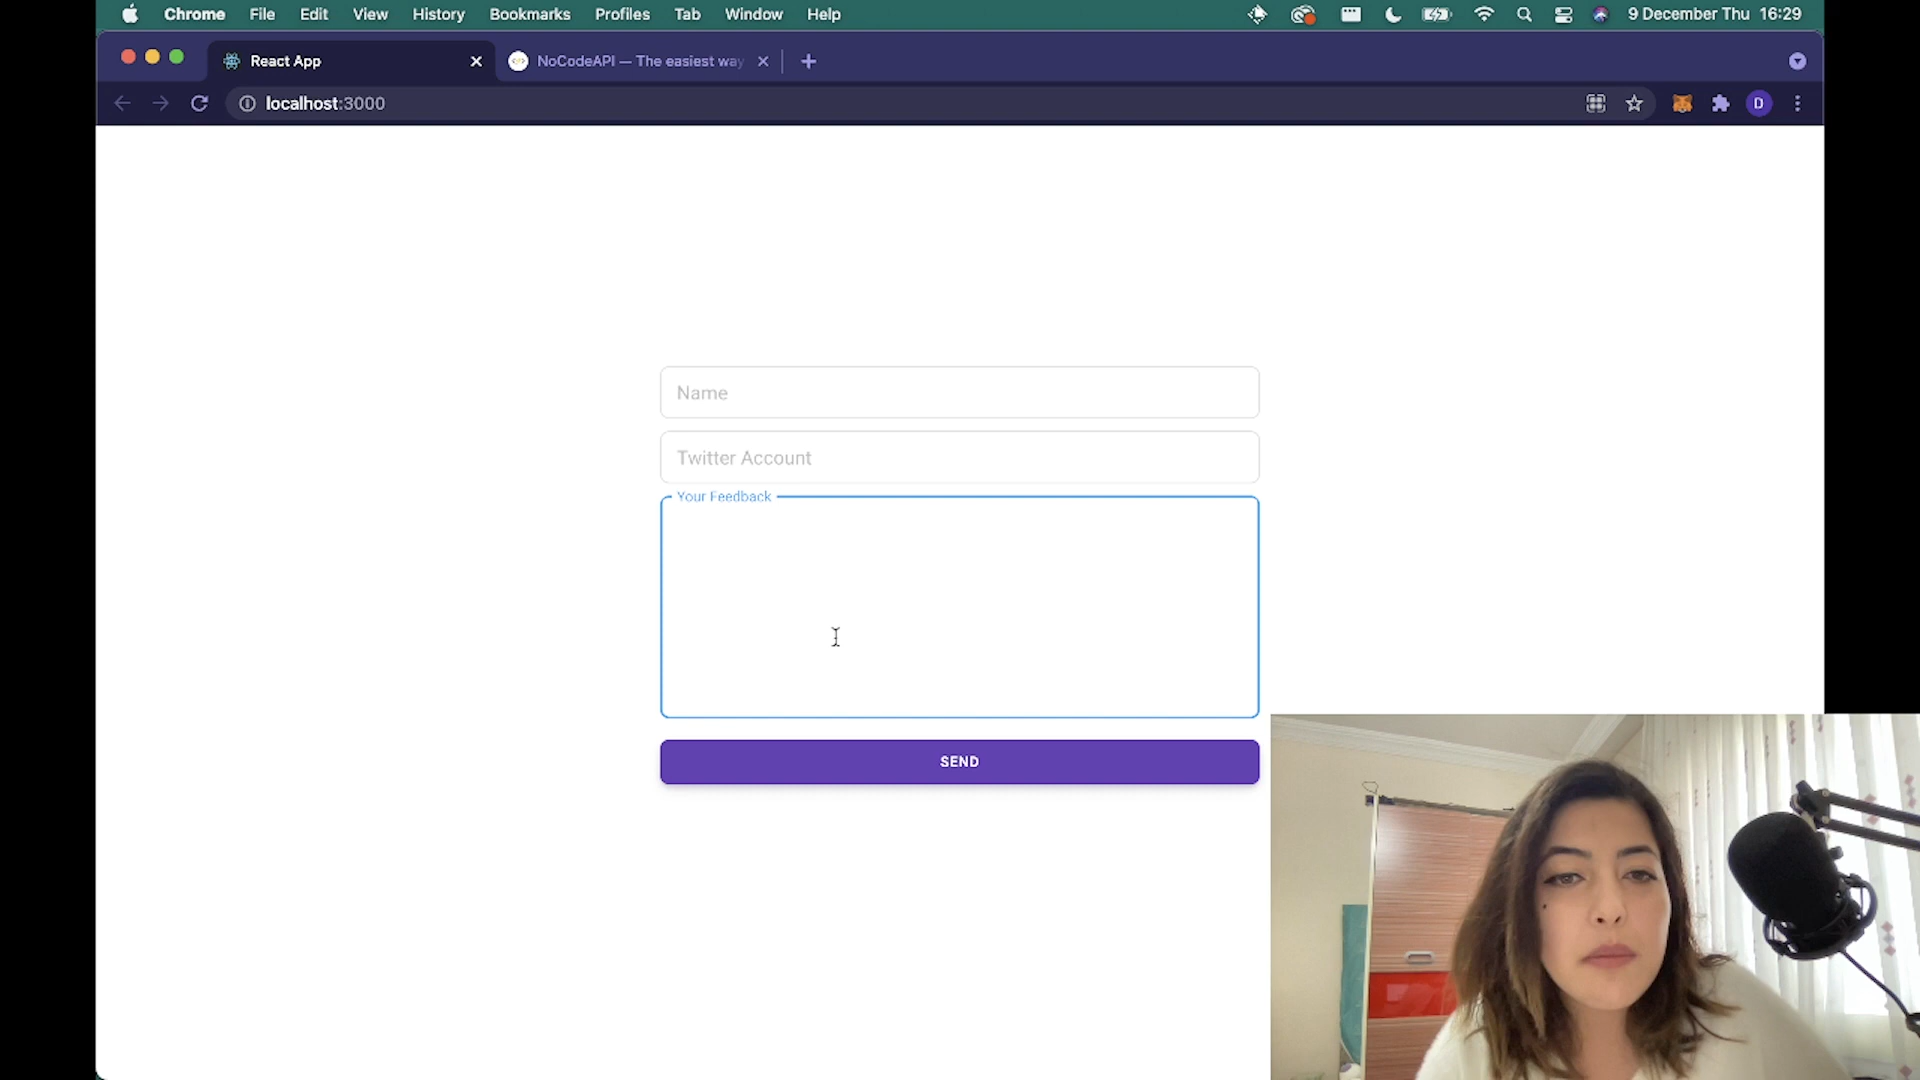 Chrome File Edit View History Bookmarks Profiles Tab Window Help 9 December Thu 16:29
React App NoCodeAPI — The easiest way
localhost:3000 D
Name
Twitter Account
Your Feedback
SEND